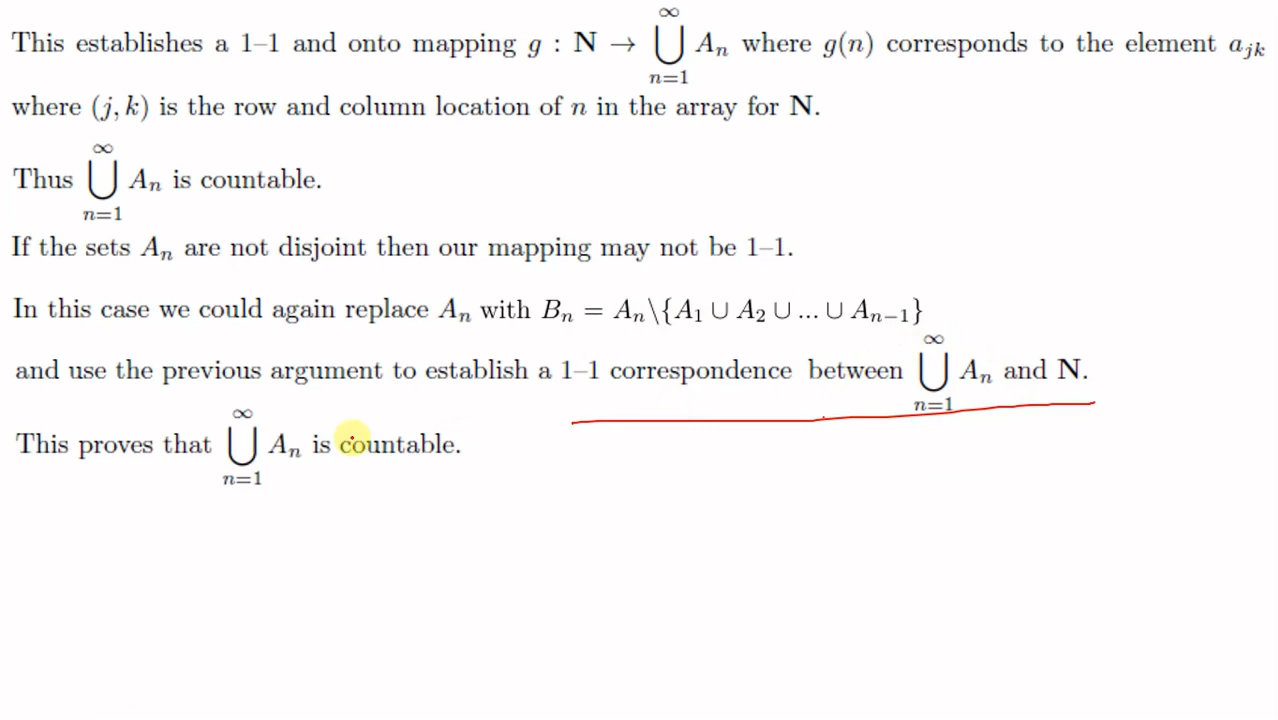 This establishes a 1–1 and onto mapping g : N → ⋃_{n=1}^{∞} A_n where g(n) corresponds to the element a_{jk}
where (j, k) is the row and column location of n in the array for N.
Thus ⋃_{n=1}^{∞} A_n is countable.
If the sets A_n are not disjoint then our mapping may not be 1–1.
In this case we could again replace A_n with B_n = A_n\{A_1 ∪ A_2 ∪ ... ∪ A_{n−1}}
and use the previous argument to establish a 1–1 correspondence between ⋃_{n=1}^{∞} A_n and N.
This proves that ⋃_{n=1}^{∞} A_n is countable.